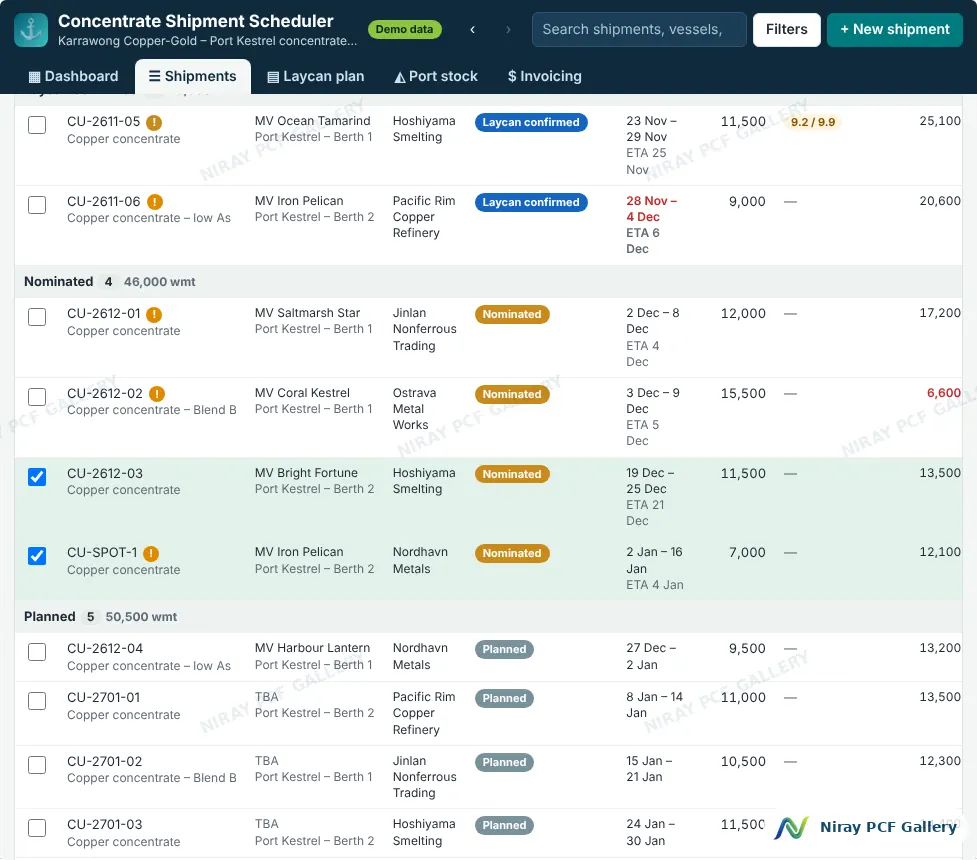 Concentrate Shipment Scheduler
Karrawong Copper-Gold – Port Kestrel concentrate...
Demo data
‹ ›
Search shipments, vessels,
Filters
+ New shipment
Dashboard
Shipments
Laycan plan
Port stock
$ Invoicing
CU-2611-05 !
Copper concentrate
MV Ocean Tamarind
Port Kestrel – Berth 1
Hoshiyama
Smelting
Laycan confirmed
23 Nov –
29 Nov
ETA 25
Nov
11,500
9.2 / 9.9
25,100
CU-2611-06 !
Copper concentrate – low As
MV Iron Pelican
Port Kestrel – Berth 2
Pacific Rim
Copper
Refinery
Laycan confirmed
28 Nov –
4 Dec
ETA 6
Dec
9,000
—
20,600
Nominated 4 46,000 wmt
CU-2612-01 !
Copper concentrate
MV Saltmarsh Star
Port Kestrel – Berth 1
Jinlan
Nonferrous
Trading
Nominated
2 Dec – 8
Dec
ETA 4
Dec
12,000
—
17,200
CU-2612-02 !
Copper concentrate – Blend B
MV Coral Kestrel
Port Kestrel – Berth 1
Ostrava
Metal
Works
Nominated
3 Dec – 9
Dec
ETA 5
Dec
15,500
—
6,600
CU-2612-03
Copper concentrate
MV Bright Fortune
Port Kestrel – Berth 2
Hoshiyama
Smelting
Nominated
19 Dec –
25 Dec
ETA 21
Dec
11,500
—
13,500
CU-SPOT-1 !
Copper concentrate
MV Iron Pelican
Port Kestrel – Berth 2
Nordhavn
Metals
Nominated
2 Jan – 16
Jan
ETA 4 Jan
7,000
—
12,100
Planned 5 50,500 wmt
CU-2612-04
Copper concentrate – low As
MV Harbour Lantern
Port Kestrel – Berth 1
Nordhavn
Metals
Planned
27 Dec –
2 Jan
9,500
—
13,200
CU-2701-01
Copper concentrate
TBA
Port Kestrel – Berth 2
Pacific Rim
Copper
Refinery
Planned
8 Jan – 14
Jan
11,000
—
13,500
CU-2701-02
Copper concentrate – Blend B
TBA
Port Kestrel – Berth 1
Jinlan
Nonferrous
Trading
Planned
15 Jan –
21 Jan
10,500
—
12,300
CU-2701-03
Copper concentrate
TBA
Port Kestrel – Berth 2
Hoshiyama
Smelting
Planned
24 Jan –
30 Jan
11,500
Niray PCF Gallery
NIRAY PCF GALLERY